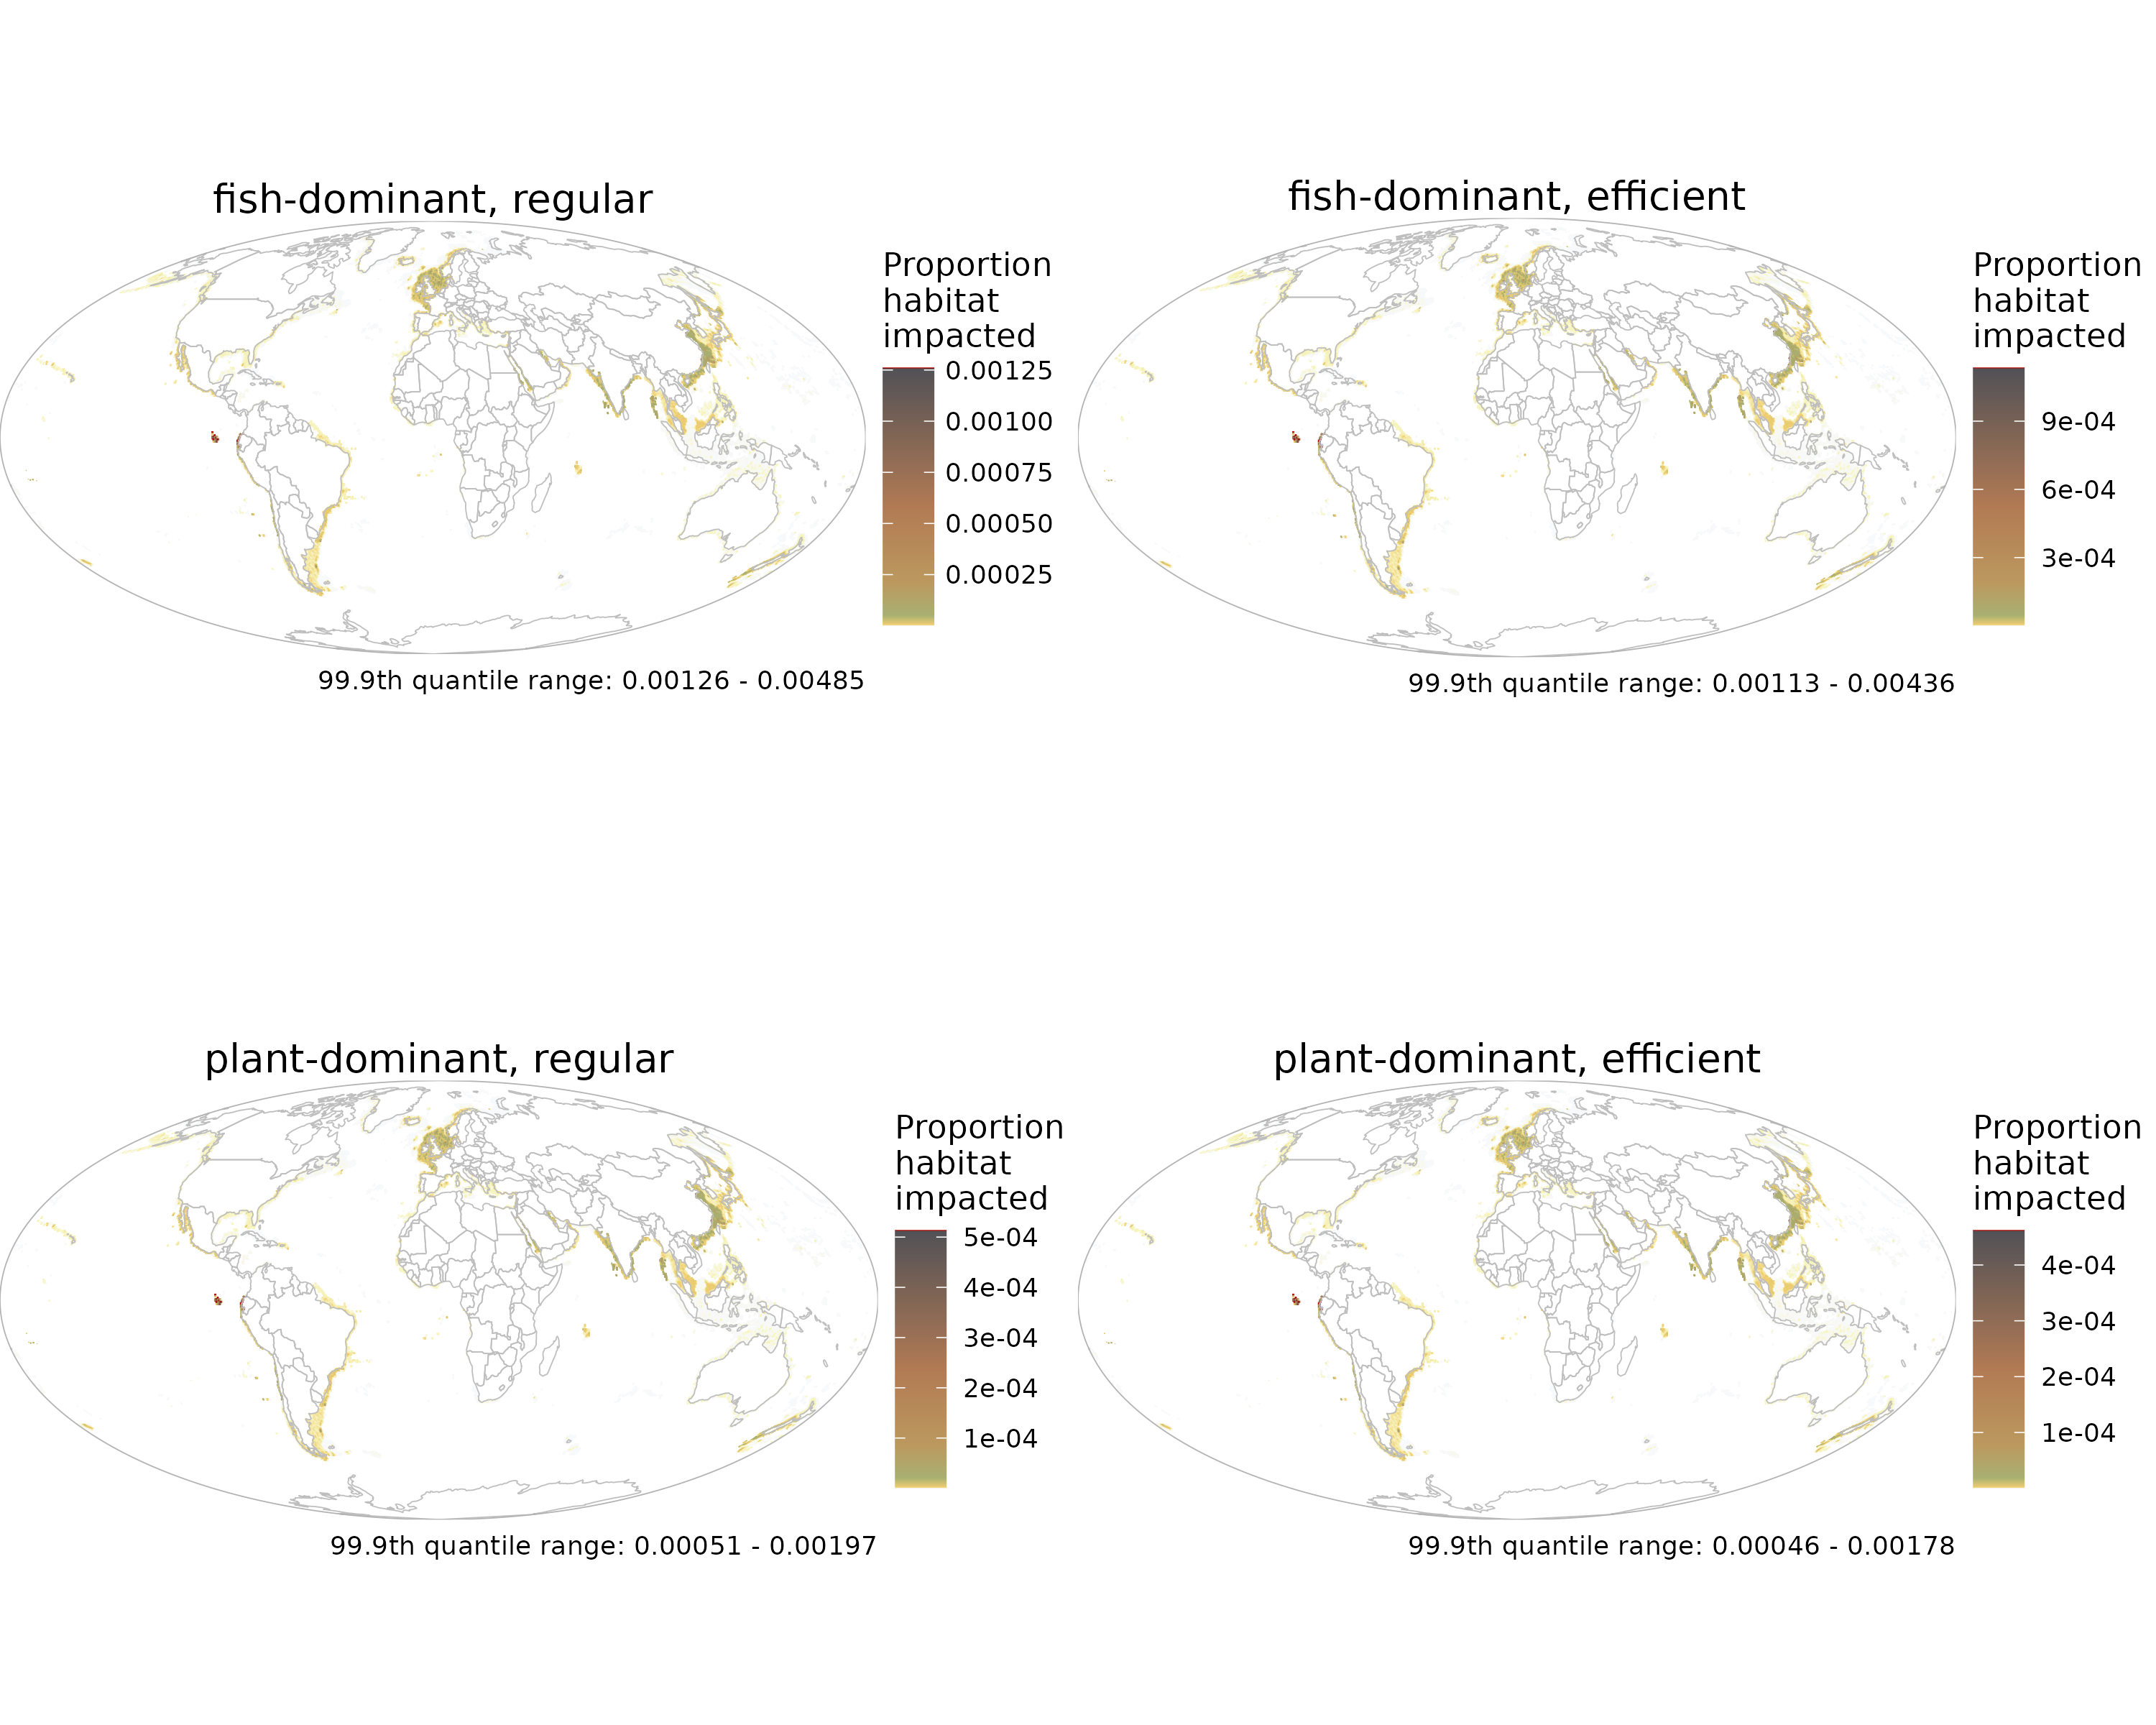 fish-dominant, regular
Proportion
habitat
impacted
0.00125
0.00100
0.00075
0.00050
0.00025
99.9th quantile range: 0.00126 - 0.00485
fish-dominant, efficient
Proportion
habitat
impacted
9e-04
6e-04
3e-04
99.9th quantile range: 0.00113 - 0.00436
plant-dominant, regular
Proportion
habitat
impacted
5e-04
4e-04
3e-04
2e-04
1e-04
99.9th quantile range: 0.00051 - 0.00197
plant-dominant, efficient
Proportion
habitat
impacted
4e-04
3e-04
2e-04
1e-04
99.9th quantile range: 0.00046 - 0.00178